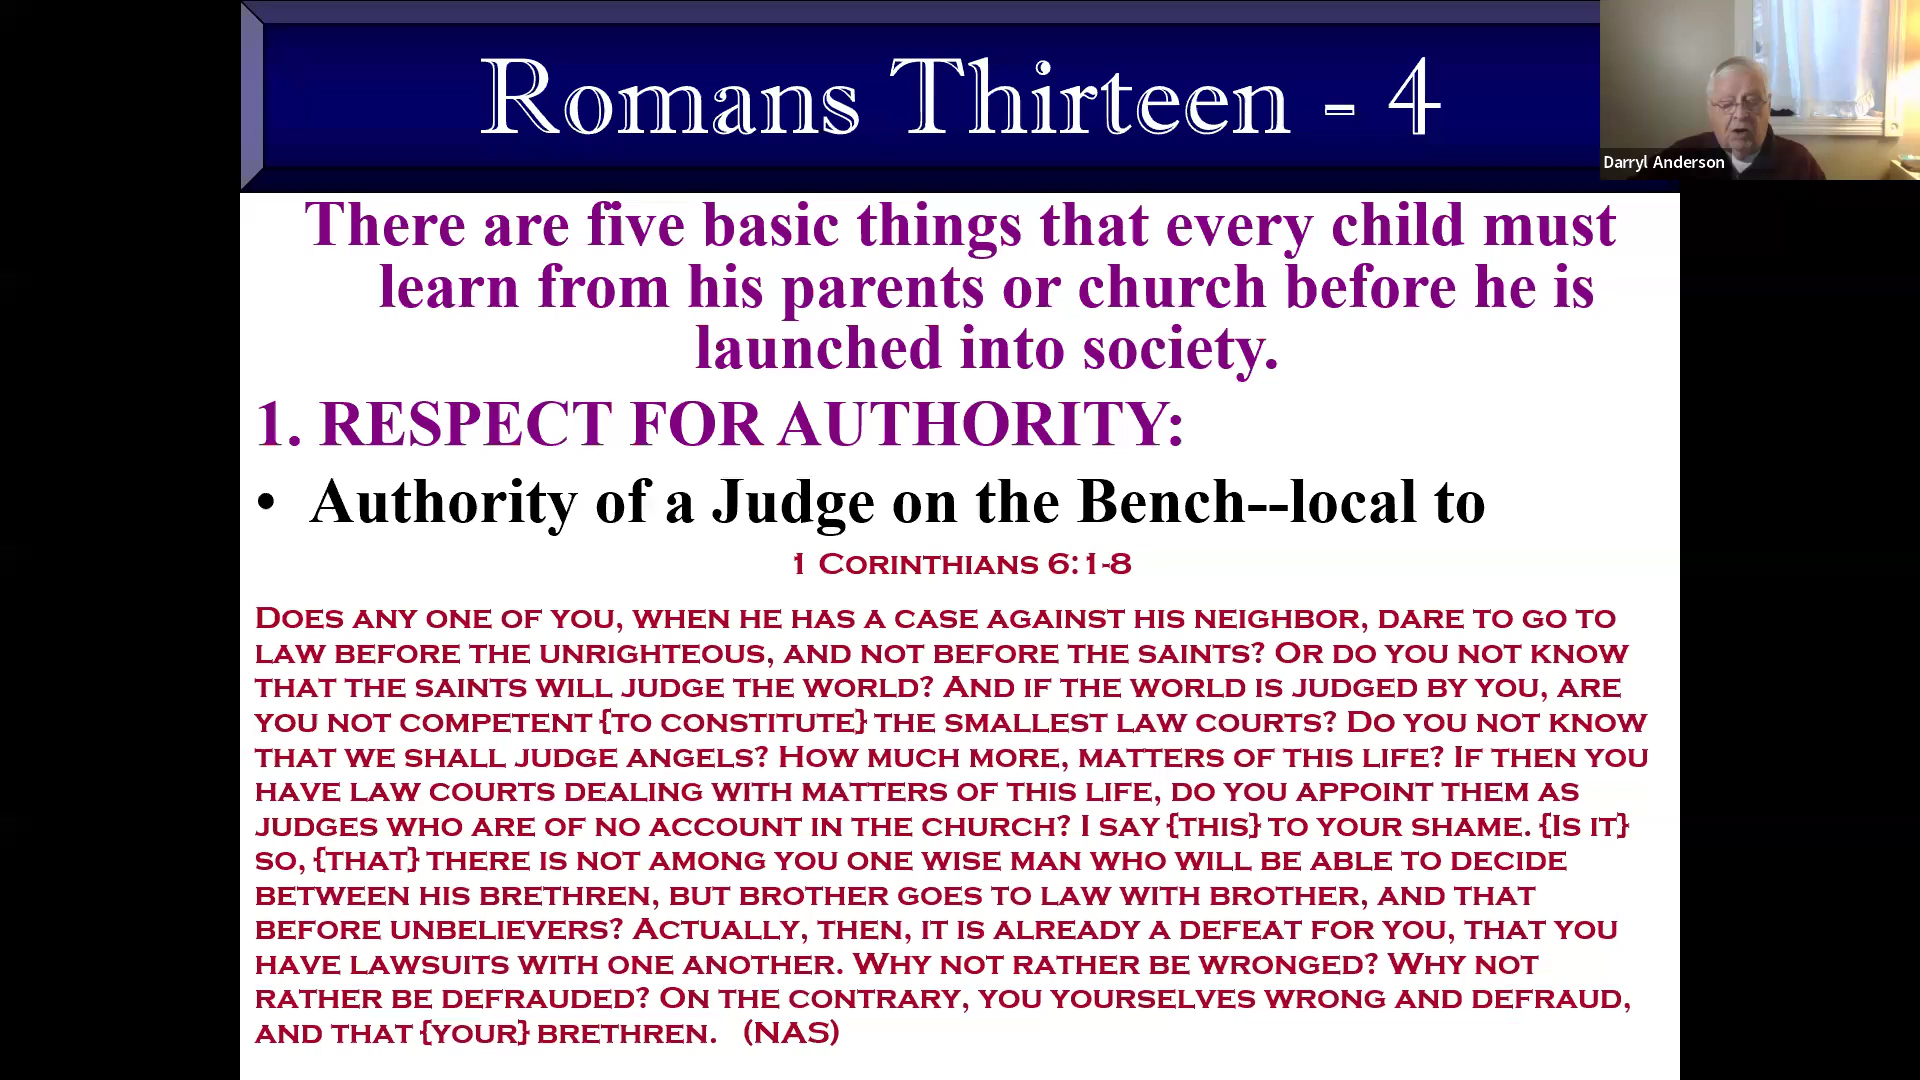 Romans Thirteen - 4
Darryl Anderson
There are five basic things that every child must
learn from his parents or church before he is
launched into society.
1. RESPECT FOR AUTHORITY:
• Authority of a Judge on the Bench--local to
1 Corinthians 6:1-8
Does any one of you, when he has a case against his neighbor, dare to go to
law before the unrighteous, and not before the saints? Or do you not know
that the saints will judge the world? And if the world is judged by you, are
you not competent {to constitute} the smallest law courts? Do you not know
that we shall judge angels? How much more, matters of this life? If then you
have law courts dealing with matters of this life, do you appoint them as
judges who are of no account in the church? I say {this} to your shame. {Is it}
so, {that} there is not among you one wise man who will be able to decide
between his brethren, but brother goes to law with brother, and that
before unbelievers? Actually, then, it is already a defeat for you, that you
have lawsuits with one another. Why not rather be wronged? Why not
rather be defrauded? On the contrary, you yourselves wrong and defraud,
and that {your} brethren. (NAS)